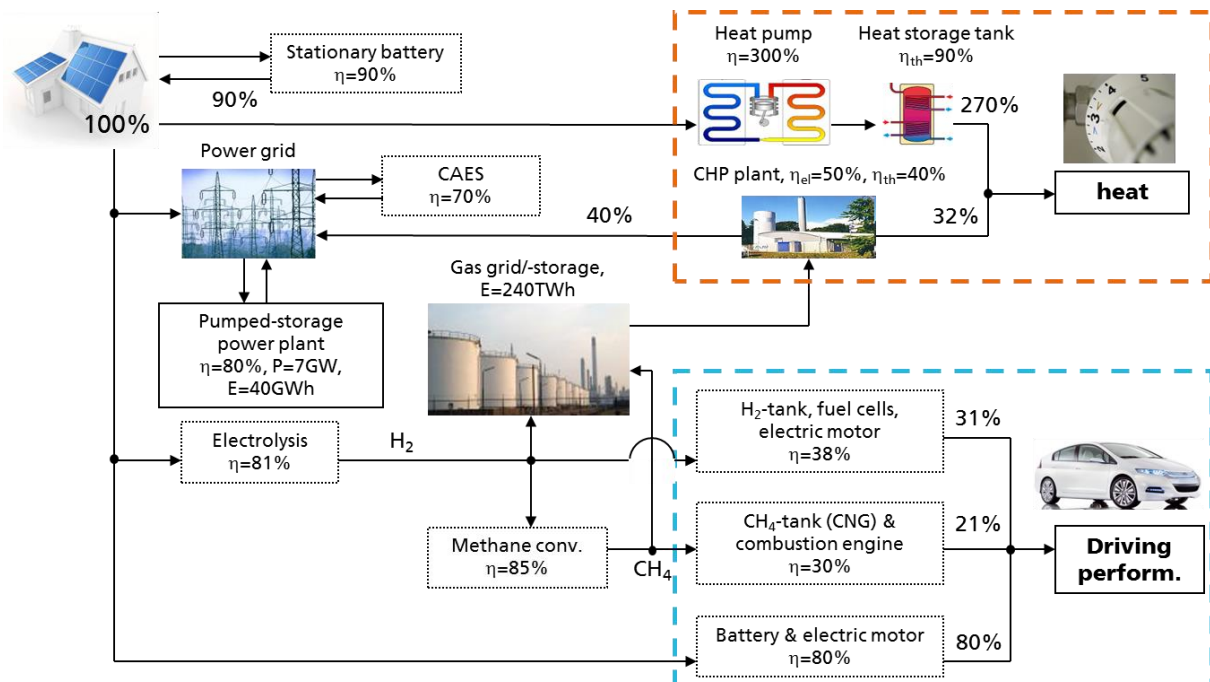 Stationary battery
η=90%
90%
100%
Heat pump
η=300%
Heat storage tank
ηth=90%
270%
heat
Power grid
CAES
η=70%
CHP plant, ηel=50%, ηth=40%
40%
32%
Gas grid/-storage,
E=240TWh
Pumped-storage
power plant
η=80%, P=7GW,
E=40GWh
Electrolysis
η=81%
H2
H2-tank, fuel cells,
electric motor
η=38%
31%
Methane conv.
η=85%
CH4
CH4-tank (CNG) &
combustion engine
η=30%
21%
Driving
perform.
Battery & electric motor
η=80%
80%